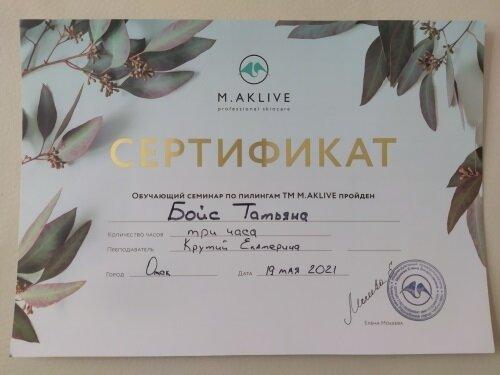 M.AKLIVE
professional skincare
СЕРТИФИКАТ
Обучающий семинар по пилингам ТМ M.AKLIVE пройден
Бойс Татьяна
Количество часов три часа
Преподаватель Крутий Екатерина
Город Омск Дата 19 мая 2021
Елена Мокеева